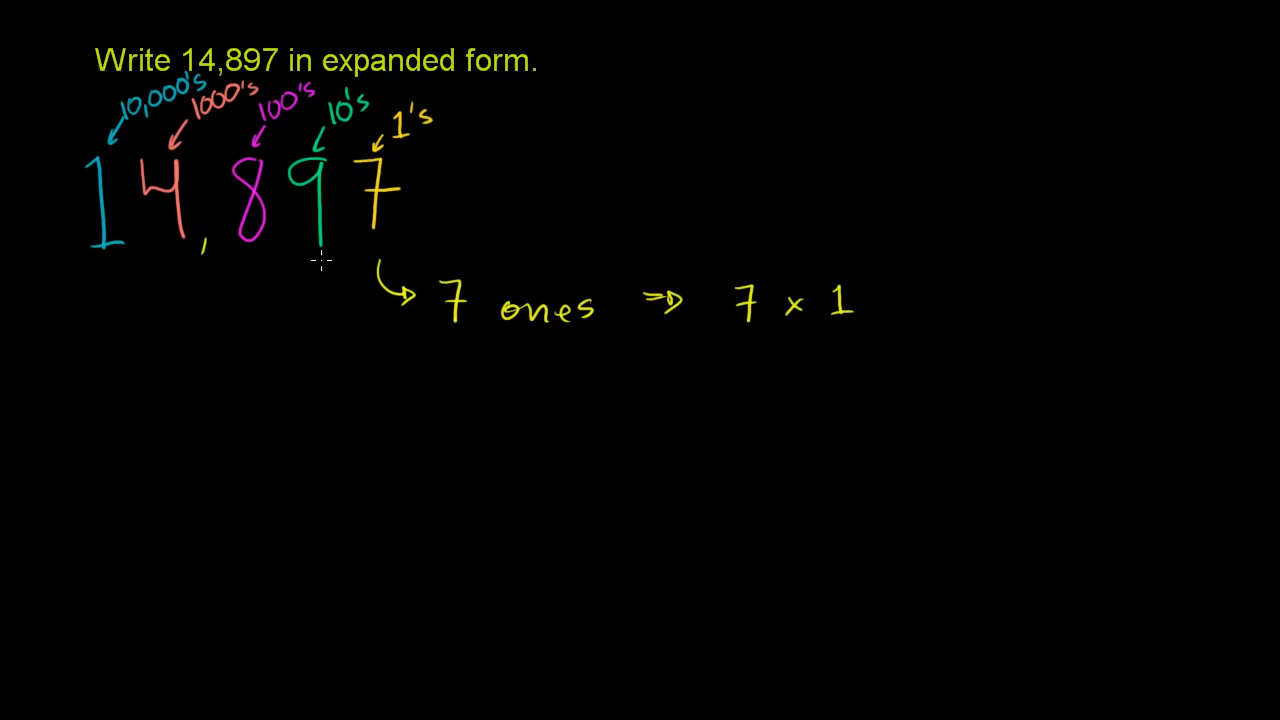 Write 14,897 in expanded form.
10,000's 1000's 100's 10's 1's
14,897
7 ones ⇒ 7 x 1